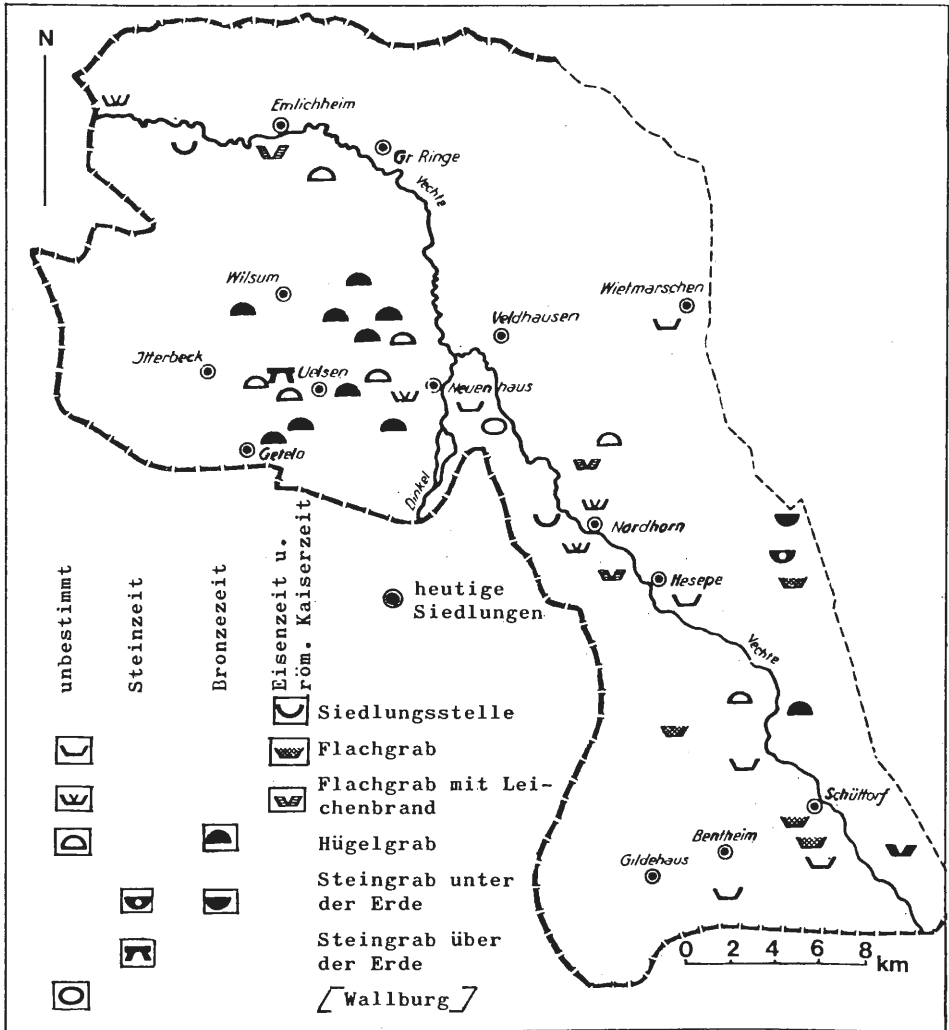 N
Emlichheim
Gr Ringe
Vechte
Wilsum
Wietmarschen
Veldhausen
Itterbeck
Uelsen
Neuenhaus
Getelo
Dinkel
Nordhorn
Hesepe
Vechte
Schüttorf
Bentheim
Gildehaus
0 2 4 6 8
km
heutige
Siedlungen
unbestimmt
Steinzeit
Bronzezeit
Eisenzeit u.
röm. Kaiserzeit
Siedlungsstelle
Flachgrab
Flachgrab mit Lei-
chenbrand
Hügelgrab
Steingrab unter
der Erde
Steingrab über
der Erde
[Wallburg]